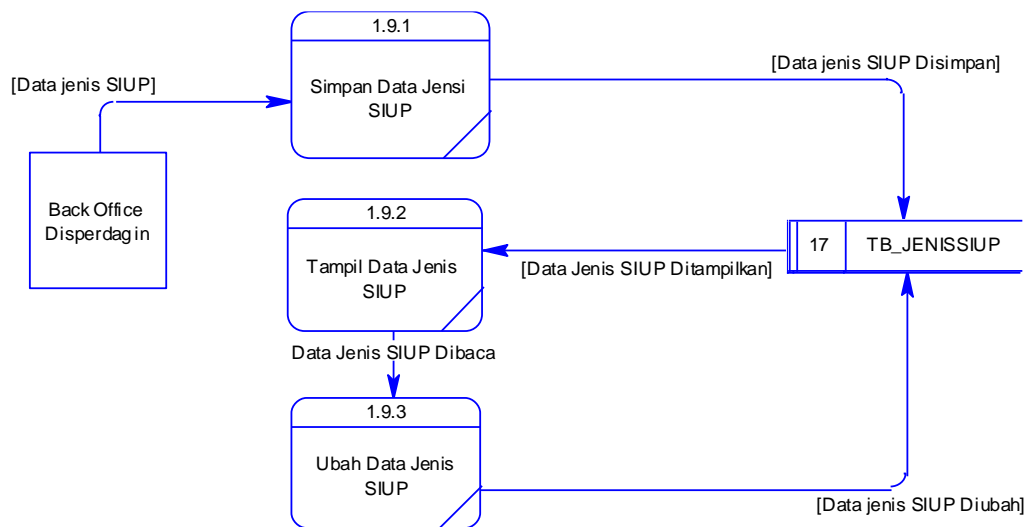 1.9.1
[Data jenis SIUP Disimpan]
[Data jenis SIUP]
Simpan Data Jensi
SIUP
Back Office
Disperdagin
1.9.2
17 TB_JENISSIUP
Tampil Data Jenis
SIUP
[Data Jenis SIUP Ditampilkan]
Data Jenis SIUP Dibaca
1.9.3
Ubah Data Jenis
SIUP
[Data jenis SIUP Diubah]